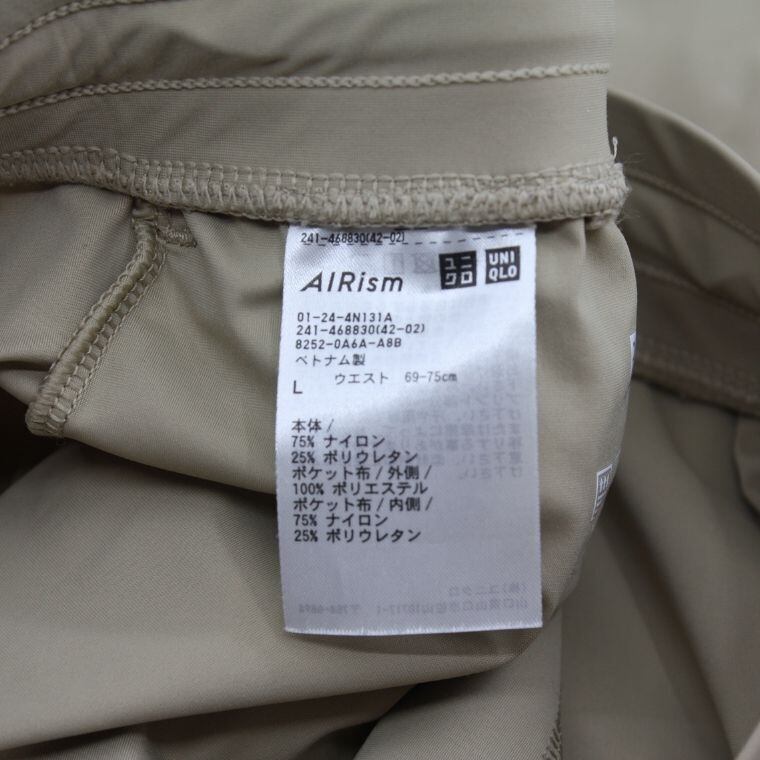 241-468830(42-02)
AIRism ユニクロ UNIQLO
01-24-4N131A
241-468830(42-02)
8252-0A6A-A8B
ベトナム製
L ウエスト 69-75cm
本体/
75% ナイロン
25% ポリウレタン
ポケット布/外側/
100% ポリエステル
ポケット布/内側/
75% ナイロン
25% ポリウレタン